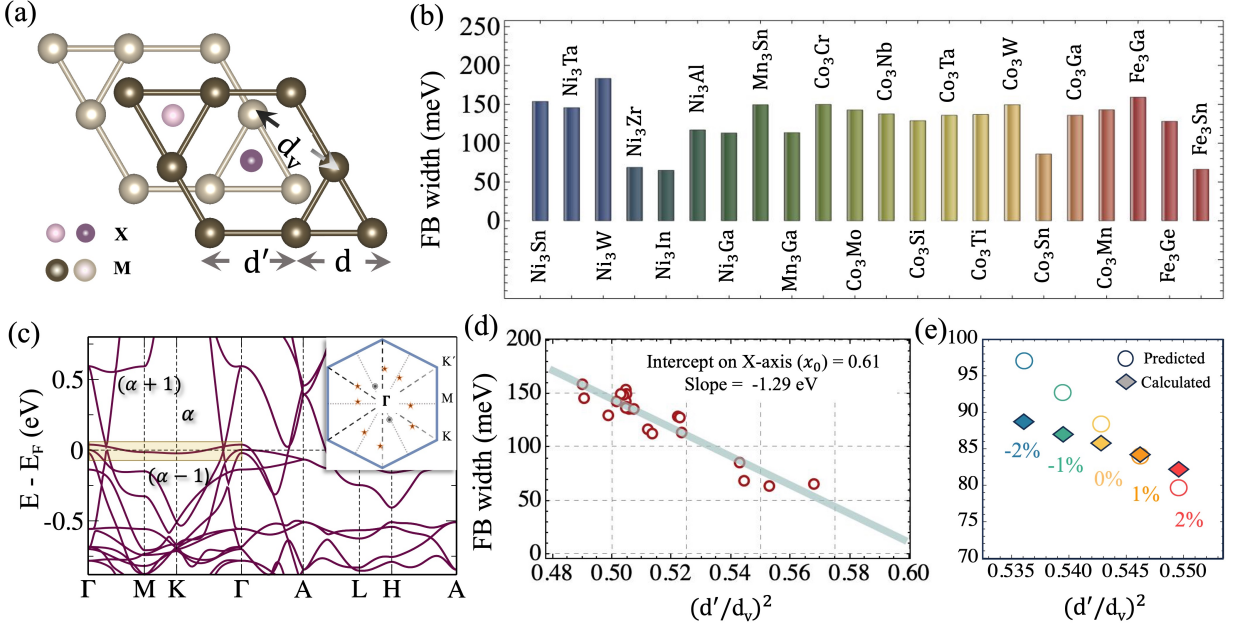 (a)
d_v
X
M
d′
d
(b)
FB width (meV)
250
200
150
100
50
0
Ni₃Sn
Ni₃Ta
Ni₃W
Ni₃Zr
Ni₃In
Ni₃Al
Ni₃Ga
Mn₃Sn
Mn₃Ga
Co₃Cr
Co₃Mo
Co₃Nb
Co₃Si
Co₃Ta
Co₃Ti
Co₃W
Co₃Sn
Co₃Ga
Co₃Mn
Fe₃Ga
Fe₃Ge
Fe₃Sn
(c)
E - E_F (eV)
0.5
0
-0.5
(α+1)
α
(α−1)
K′
Γ
M
K
Γ M K Γ A L H A
(d)
FB width (meV)
200
150
100
50
0
Intercept on X-axis (x₀) = 0.61
Slope = -1.29 eV
0.48 0.50 0.52 0.54 0.56 0.58 0.60
(d′/d_v)²
(e)
100
95
90
85
80
75
70
Predicted
Calculated
-2%
-1%
0%
1%
2%
0.535 0.540 0.545 0.550
(d′/d_v)²